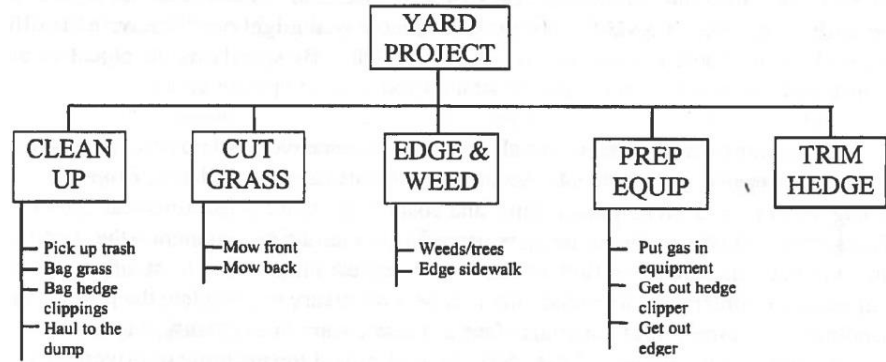 YARD
PROJECT
CLEAN
UP
CUT
GRASS
EDGE &
WEED
PREP
EQUIP
TRIM
HEDGE
Pick up trsh
Bag grass
Bag hedge
clippings
Haul to the
dump
Mow front
Mow back
Weeds/trees
Edge sidewalk
Put gas in
equipment
Get out hedge
clipper
Get out
edger